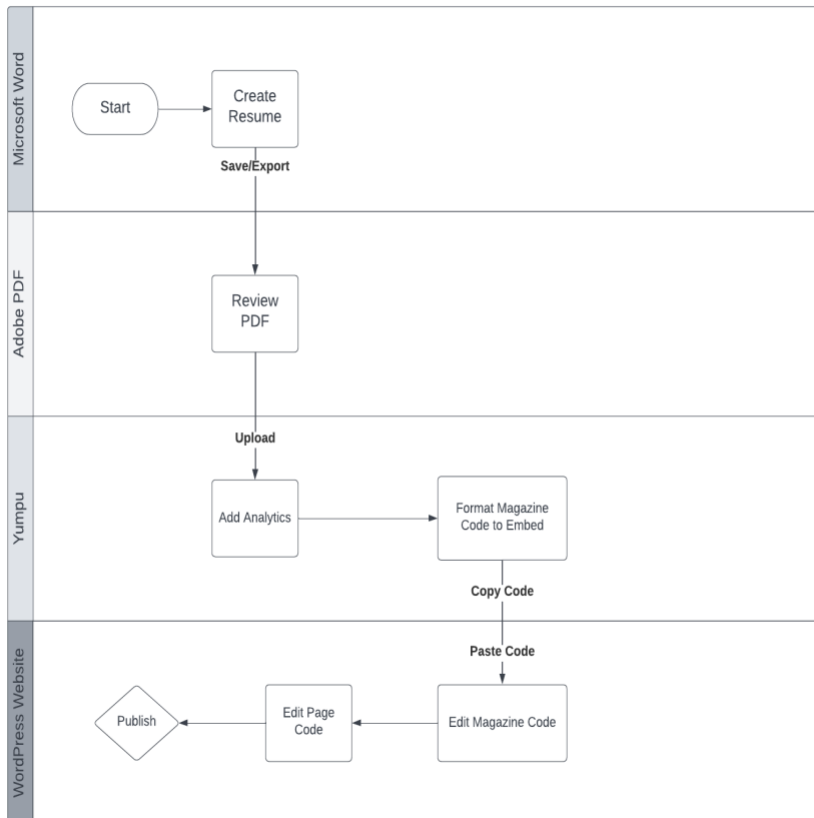 Microsoft Word
Start
Create
Resume
Save/Export
Adobe PDF
Review
PDF
Yumpu
Upload
Add Analytics
Format Magazine
Code to Embed
Copy Code
WordPress Website
Paste Code
Publish
Edit Page
Code
Edit Magazine Code